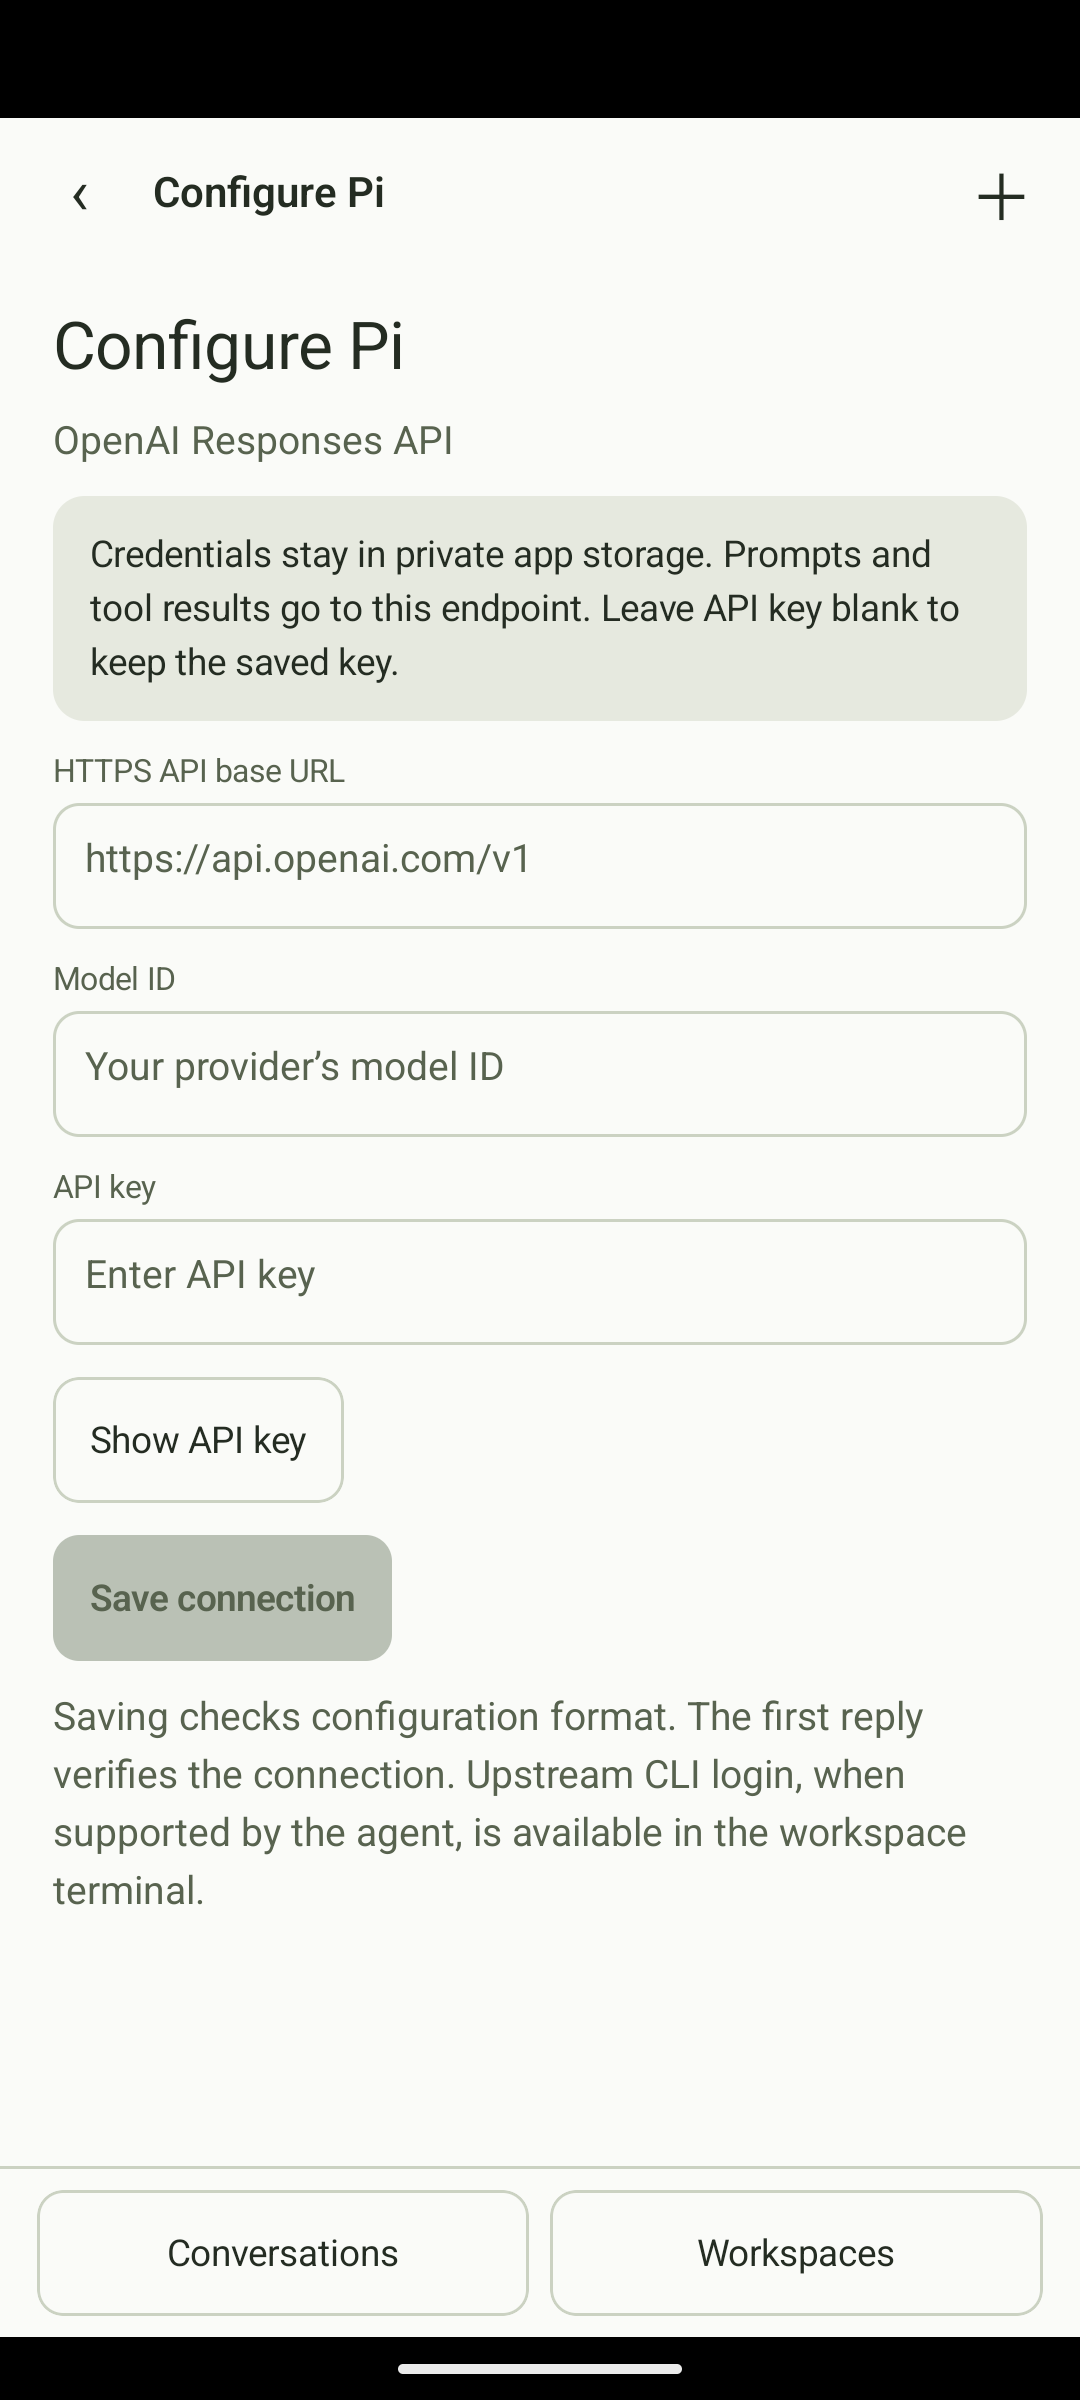 ‹ Configure Pi +
Configure Pi
OpenAI Responses API
Credentials stay in private app storage. Prompts and
tool results go to this endpoint. Leave API key blank to
keep the saved key.
HTTPS API base URL
https://api.openai.com/v1
Model ID
Your provider’s model ID
API key
Enter API key
Show API key
Save connection
Saving checks configuration format. The first reply
verifies the connection. Upstream CLI login, when
supported by the agent, is available in the workspace
terminal.
Conversations
Workspaces